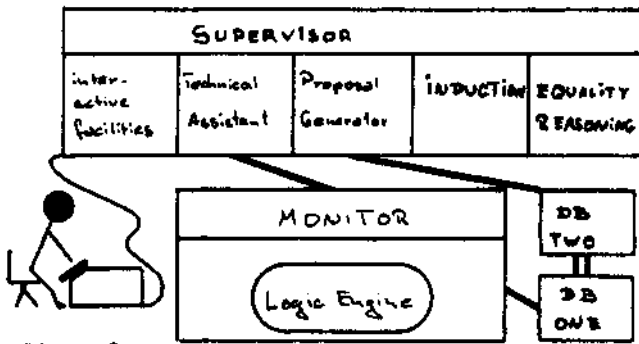 SUPERVISOR
inter-
active
facilities
Technical
Assistant
Proposal
Generator
INDUCTION
EQUALITY
REASONING
MONITOR
Logic Engine
DB
TWO
DB
ONE